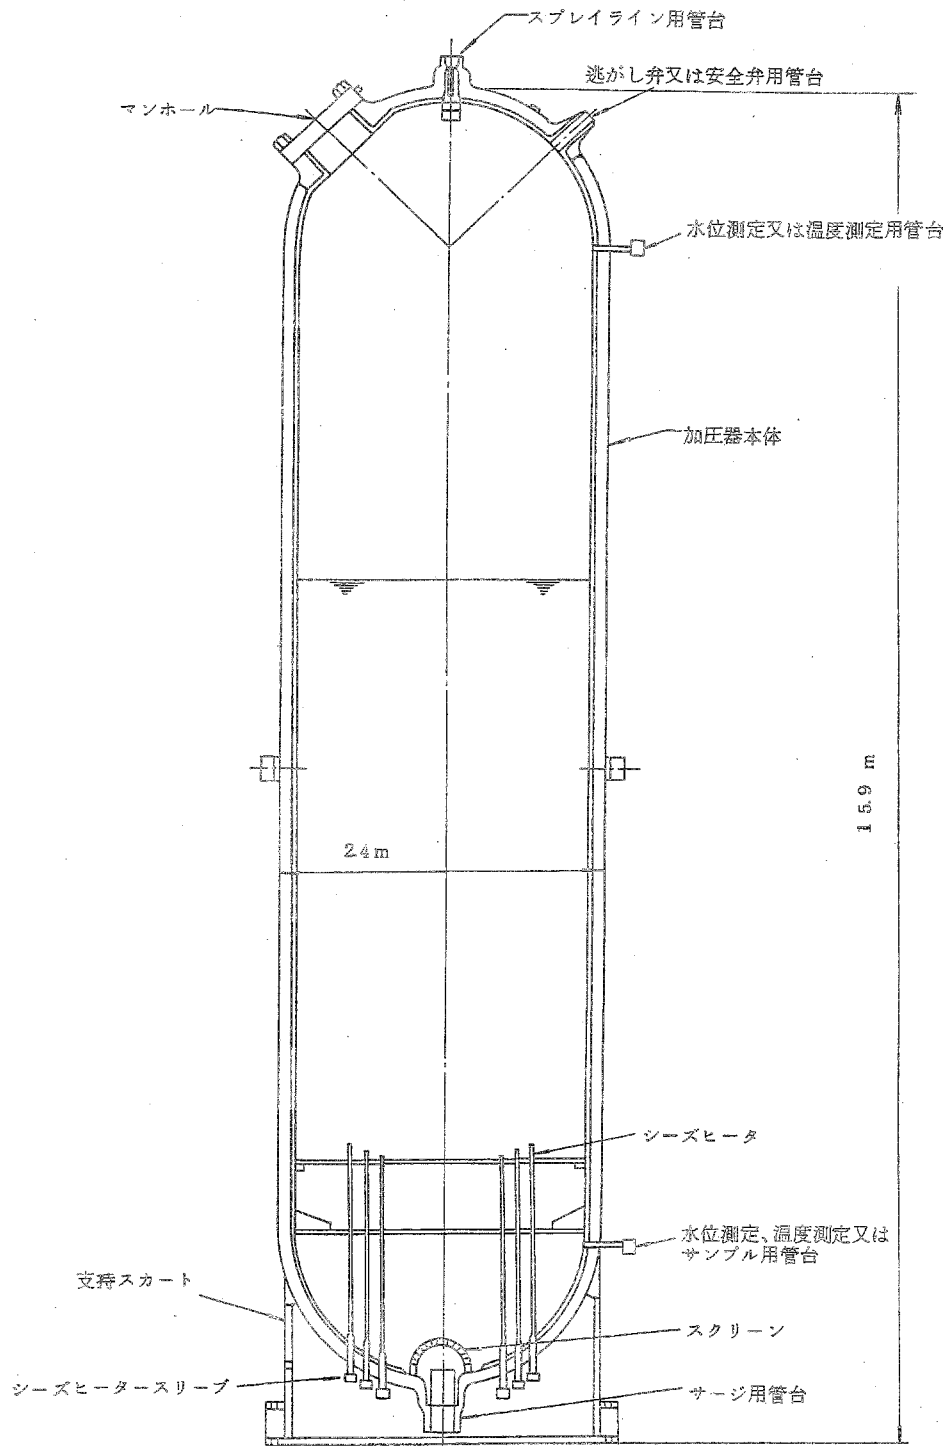 スプレイライン用管台
逃がし弁又は安全弁用管台
マンホール
水位測定又は温度測定用管台
加圧器本体
15.9 m
2.4m
シーズヒータ
水位測定、温度測定又は
サンプル用管台
支持スカート
スクリーン
シーズヒータースリーブ
サージ用管台